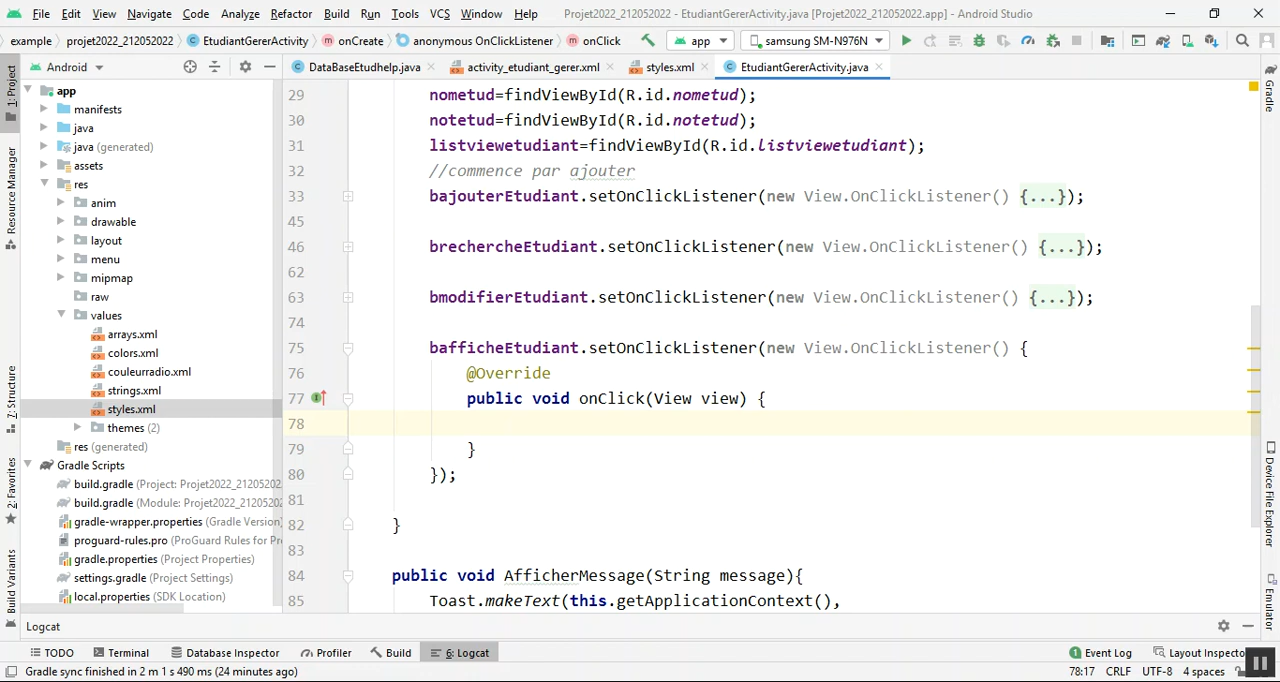 File Edit View Navigate Code Analyze Refactor Build Run Tools VCS Window Help Projet2022_212052022 - EtudiantGererActivity.java [Projet2022_212052022.app] - Android Studio
example projet2022_212052022 EtudiantGererActivity onCreate anonymous OnClickListener onClick app samsung SM-N976N
Android
DataBaseEtudhelp.java activity_etudiant_gerer.xml styles.xml EtudiantGererActivity.java
1: Project
Resource Manager
7: Structure
2: Favorites
Build Variants
app
manifests
java
java (generated)
assets
res
anim
drawable
layout
menu
mipmap
raw
values
arrays.xml
colors.xml
couleurradio.xml
strings.xml
styles.xml
themes (2)
res (generated)
Gradle Scripts
build.gradle (Project: Projet2022_2120520
build.gradle (Module: Projet2022_2120520
gradle-wrapper.properties (Gradle Version)
proguard-rules.pro (ProGuard Rules for Pr
gradle.properties (Project Properties)
settings.gradle (Project Settings)
local.properties (SDK Location)
29 nometud=findViewById(R.id.nometud);
30 notetud=findViewById(R.id.notetud);
31 listviewetudiant=findViewById(R.id.listviewetudiant);
32 //commence par ajouter
33 bajouterEtudiant.setOnClickListener(new View.OnClickListener() {...});
45
46 brechercheEtudiant.setOnClickListener(new View.OnClickListener() {...});
62
63 bmodifierEtudiant.setOnClickListener(new View.OnClickListener() {...});
74
75 bafficheEtudiant.setOnClickListener(new View.OnClickListener() {
76 @Override
77 public void onClick(View view) {
78
79 }
80 });
81
82 }
83
84 public void AfficherMessage(String message){
85 Toast.makeText(this.getApplicationContext(),
Gradle
Device File Explorer
Emulator
Logcat
TODO Terminal Database Inspector Profiler Build 6: Logcat 1 Event Log Layout Inspecto
Gradle sync finished in 2 m 1 s 490 ms (24 minutes ago) 78:17 CRLF UTF-8 4 spaces